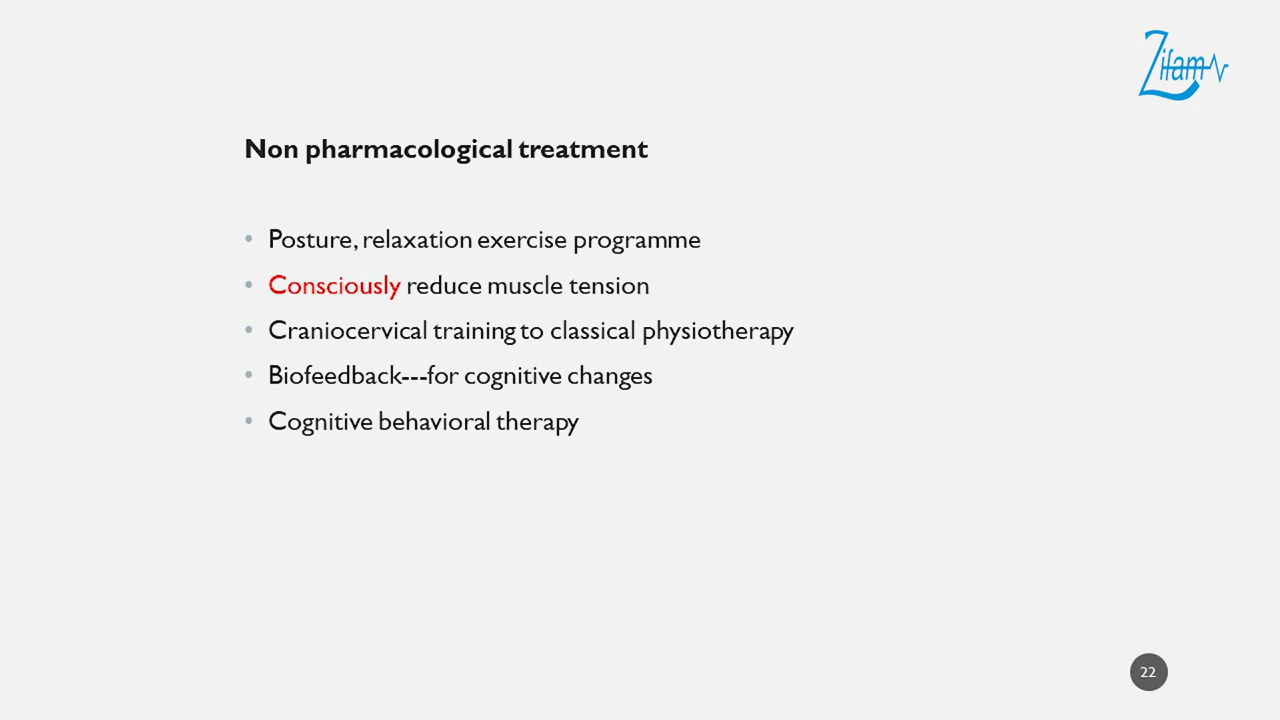 Zifam
Non pharmacological treatment
• Posture, relaxation exercise programme
• Consciously reduce muscle tension
• Craniocervical training to classical physiotherapy
• Biofeedback---for cognitive changes
• Cognitive behavioral therapy
22